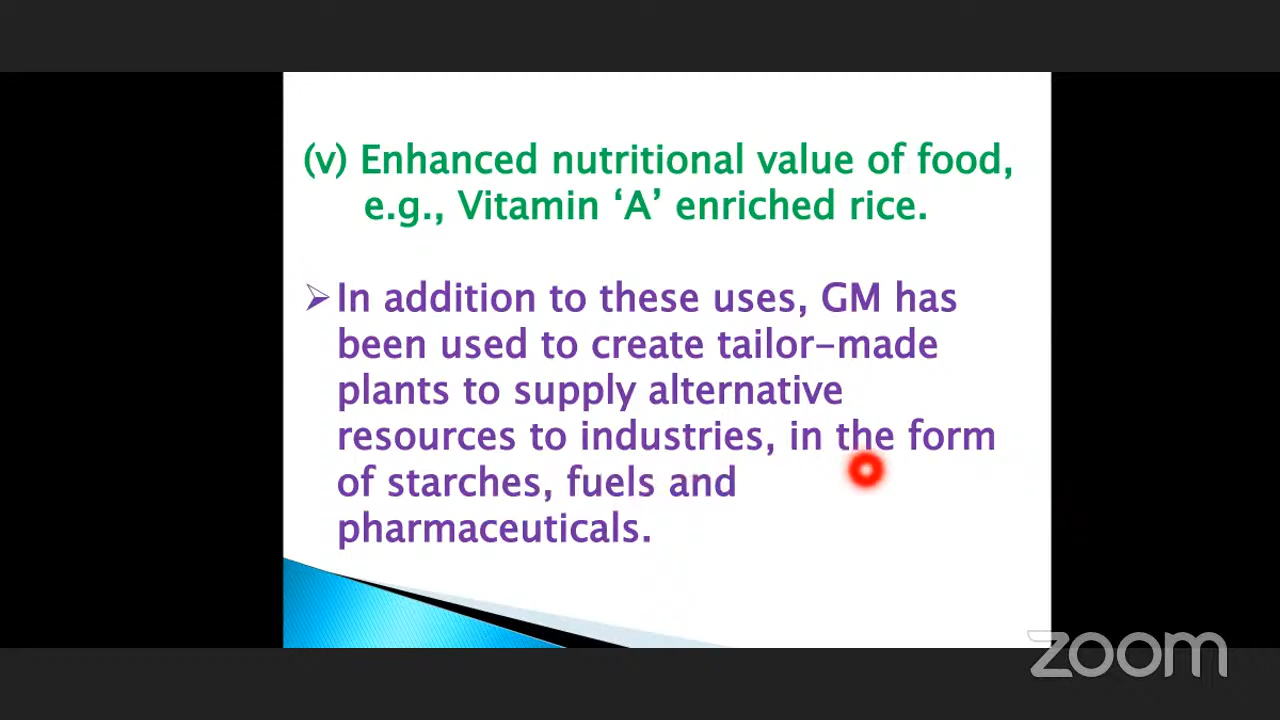 (v) Enhanced nutritional value of food,
e.g., Vitamin ‘A’ enriched rice.
In addition to these uses, GM has
been used to create tailor-made
plants to supply alternative
resources to industries, in the form
of starches, fuels and
pharmaceuticals.
zoom